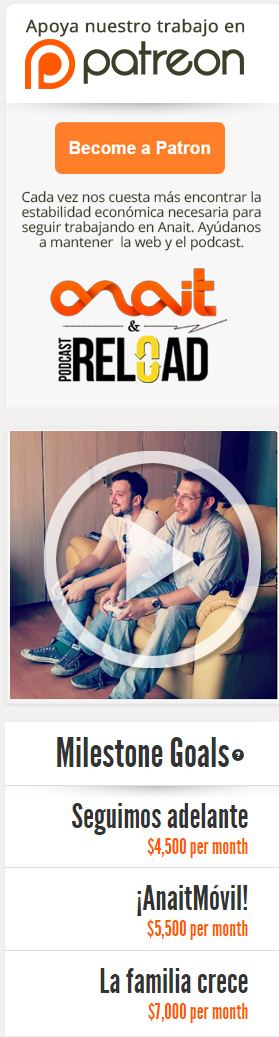 Apoya nuestro trabajo en
patreon
Become a Patron
Cada vez nos cuesta más encontrar la
estabilidad económica necesaria para
seguir trabajando en Anait. Ayúdanos
a mantener la web y el podcast.
anait
&
PODCAST
RELOAD
Milestone Goals ?
Seguimos adelante
$4,500 per month
¡AnaitMóvil!
$5,500 per month
La familia crece
$7,000 per month